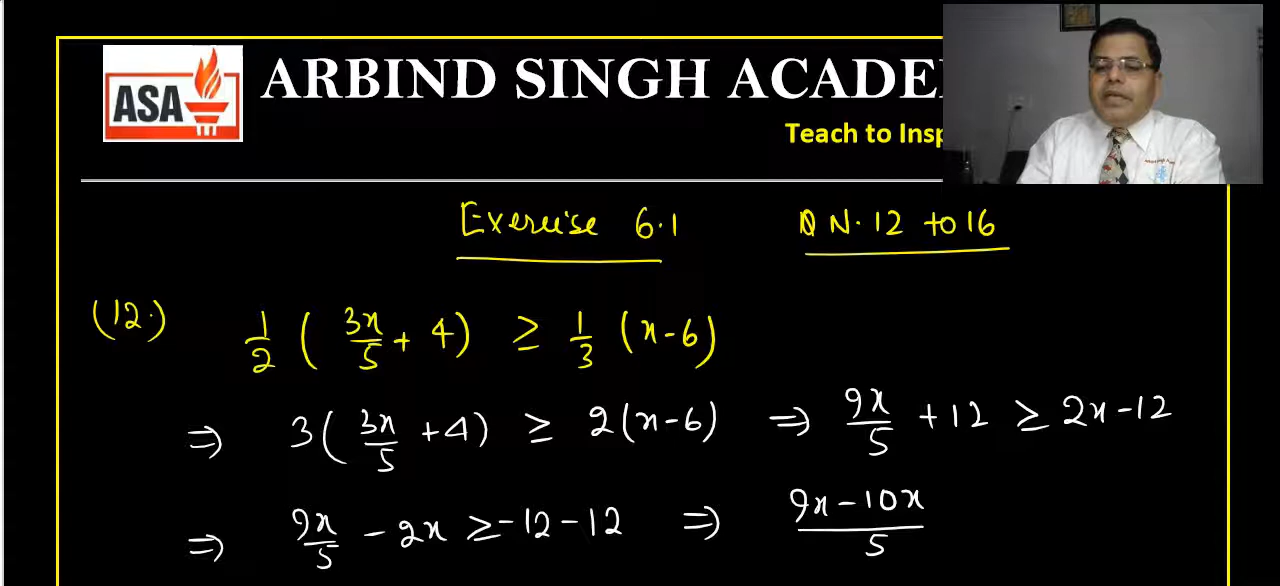 ASA
ARBIND SINGH ACADE
Teach to Insp
Exercise 6.1 Q N. 12 to 16
(12.) 1/2 ( 3x/5 + 4) ≥ 1/3 (x-6)
⇒ 3( 3x/5 +4) ≥ 2(x-6) ⇒ 9x/5 + 12 ≥ 2x-12
⇒ 9x/5 - 2x ≥ -12-12 ⇒ 9x-10x/5